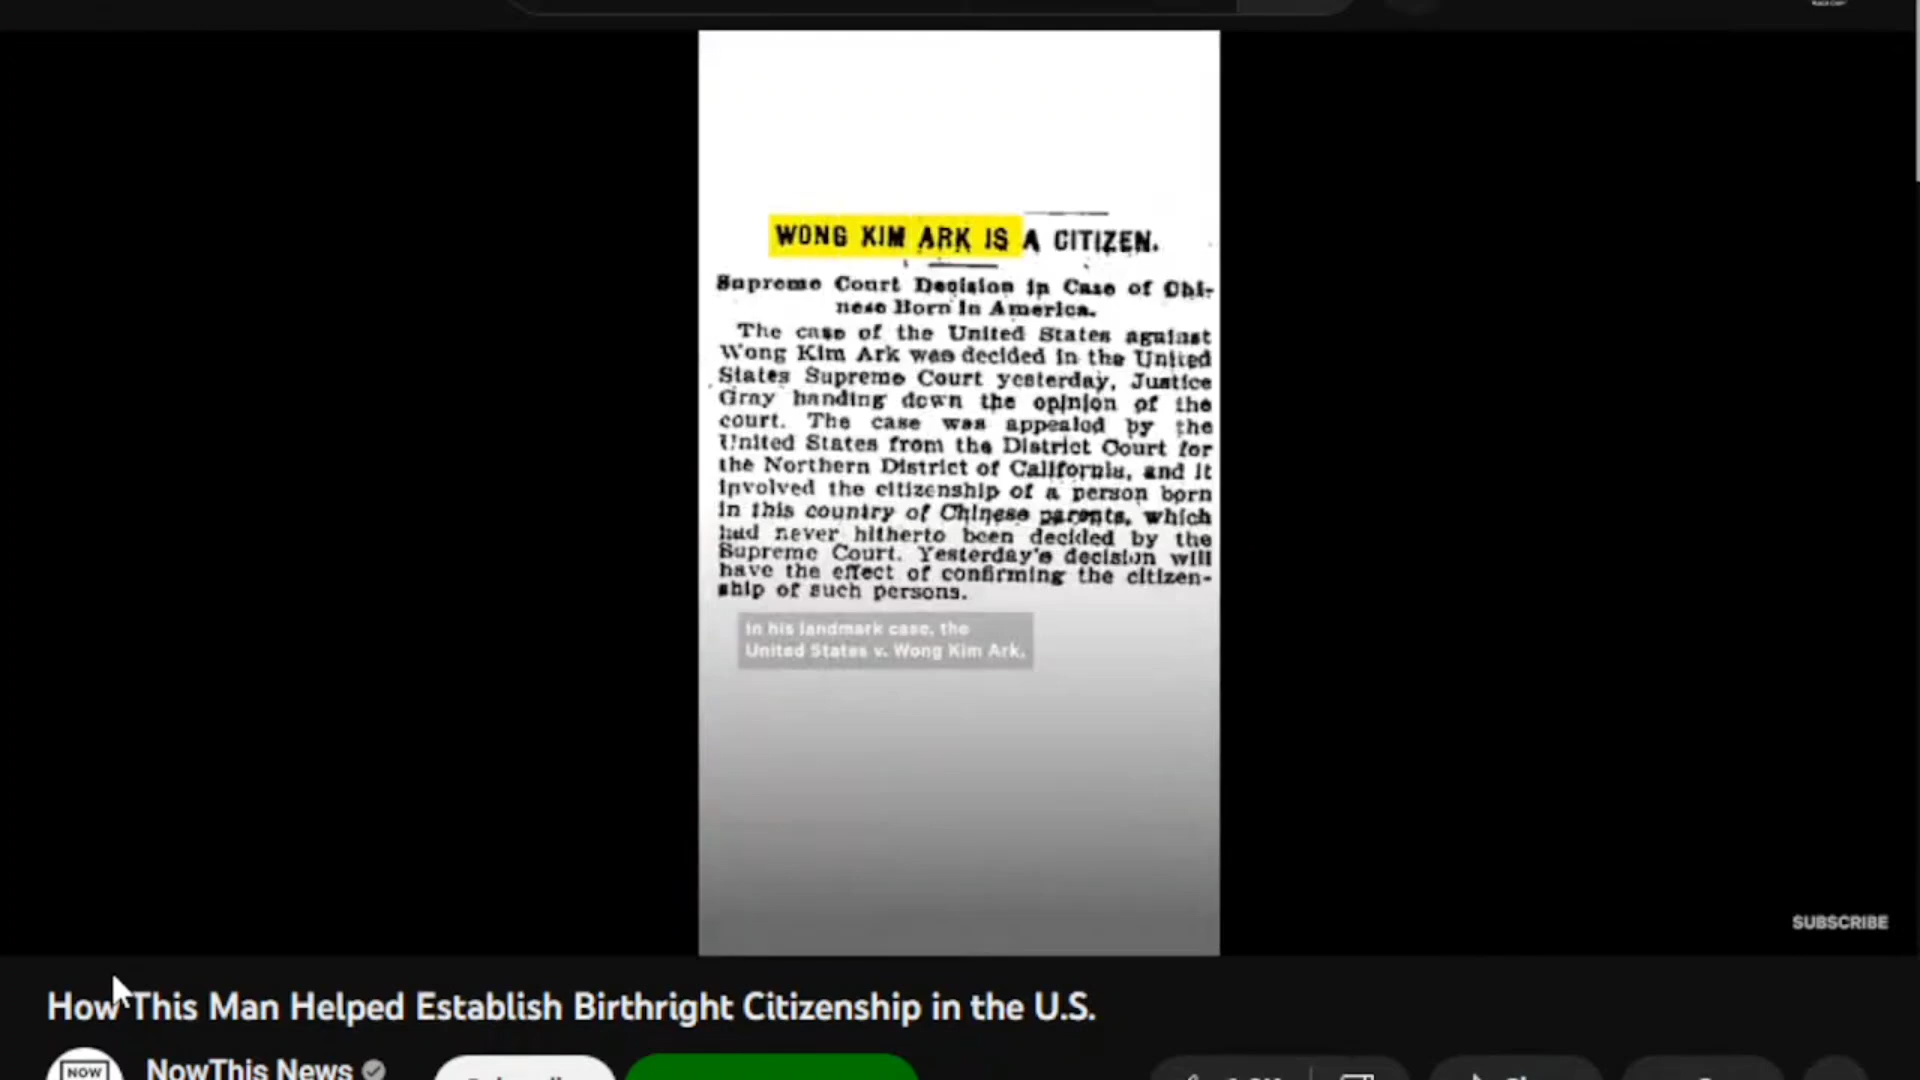 WONG KIM ARK IS A CITIZEN.
Supreme Court Decision in Case of Chi-
nese Born in America.
The case of the United States against
Wong Kim Ark was decided in the United
States Supreme Court yesterday, Justice
Gray handing down the opinion of the
court. The case was appealed by the
United States from the District Court for
the Northern District of California, and it
involved the citizenship of a person born
in this country of Chinese parents, which
had never hitherto been decided by the
Supreme Court. Yesterday's decision will
have the effect of confirming the citizen-
ship of such persons.
In his landmark case, the
United States v. Wong Kim Ark,
SUBSCRIBE
How This Man Helped Establish Birthright Citizenship in the U.S.
NOW
NowThis News